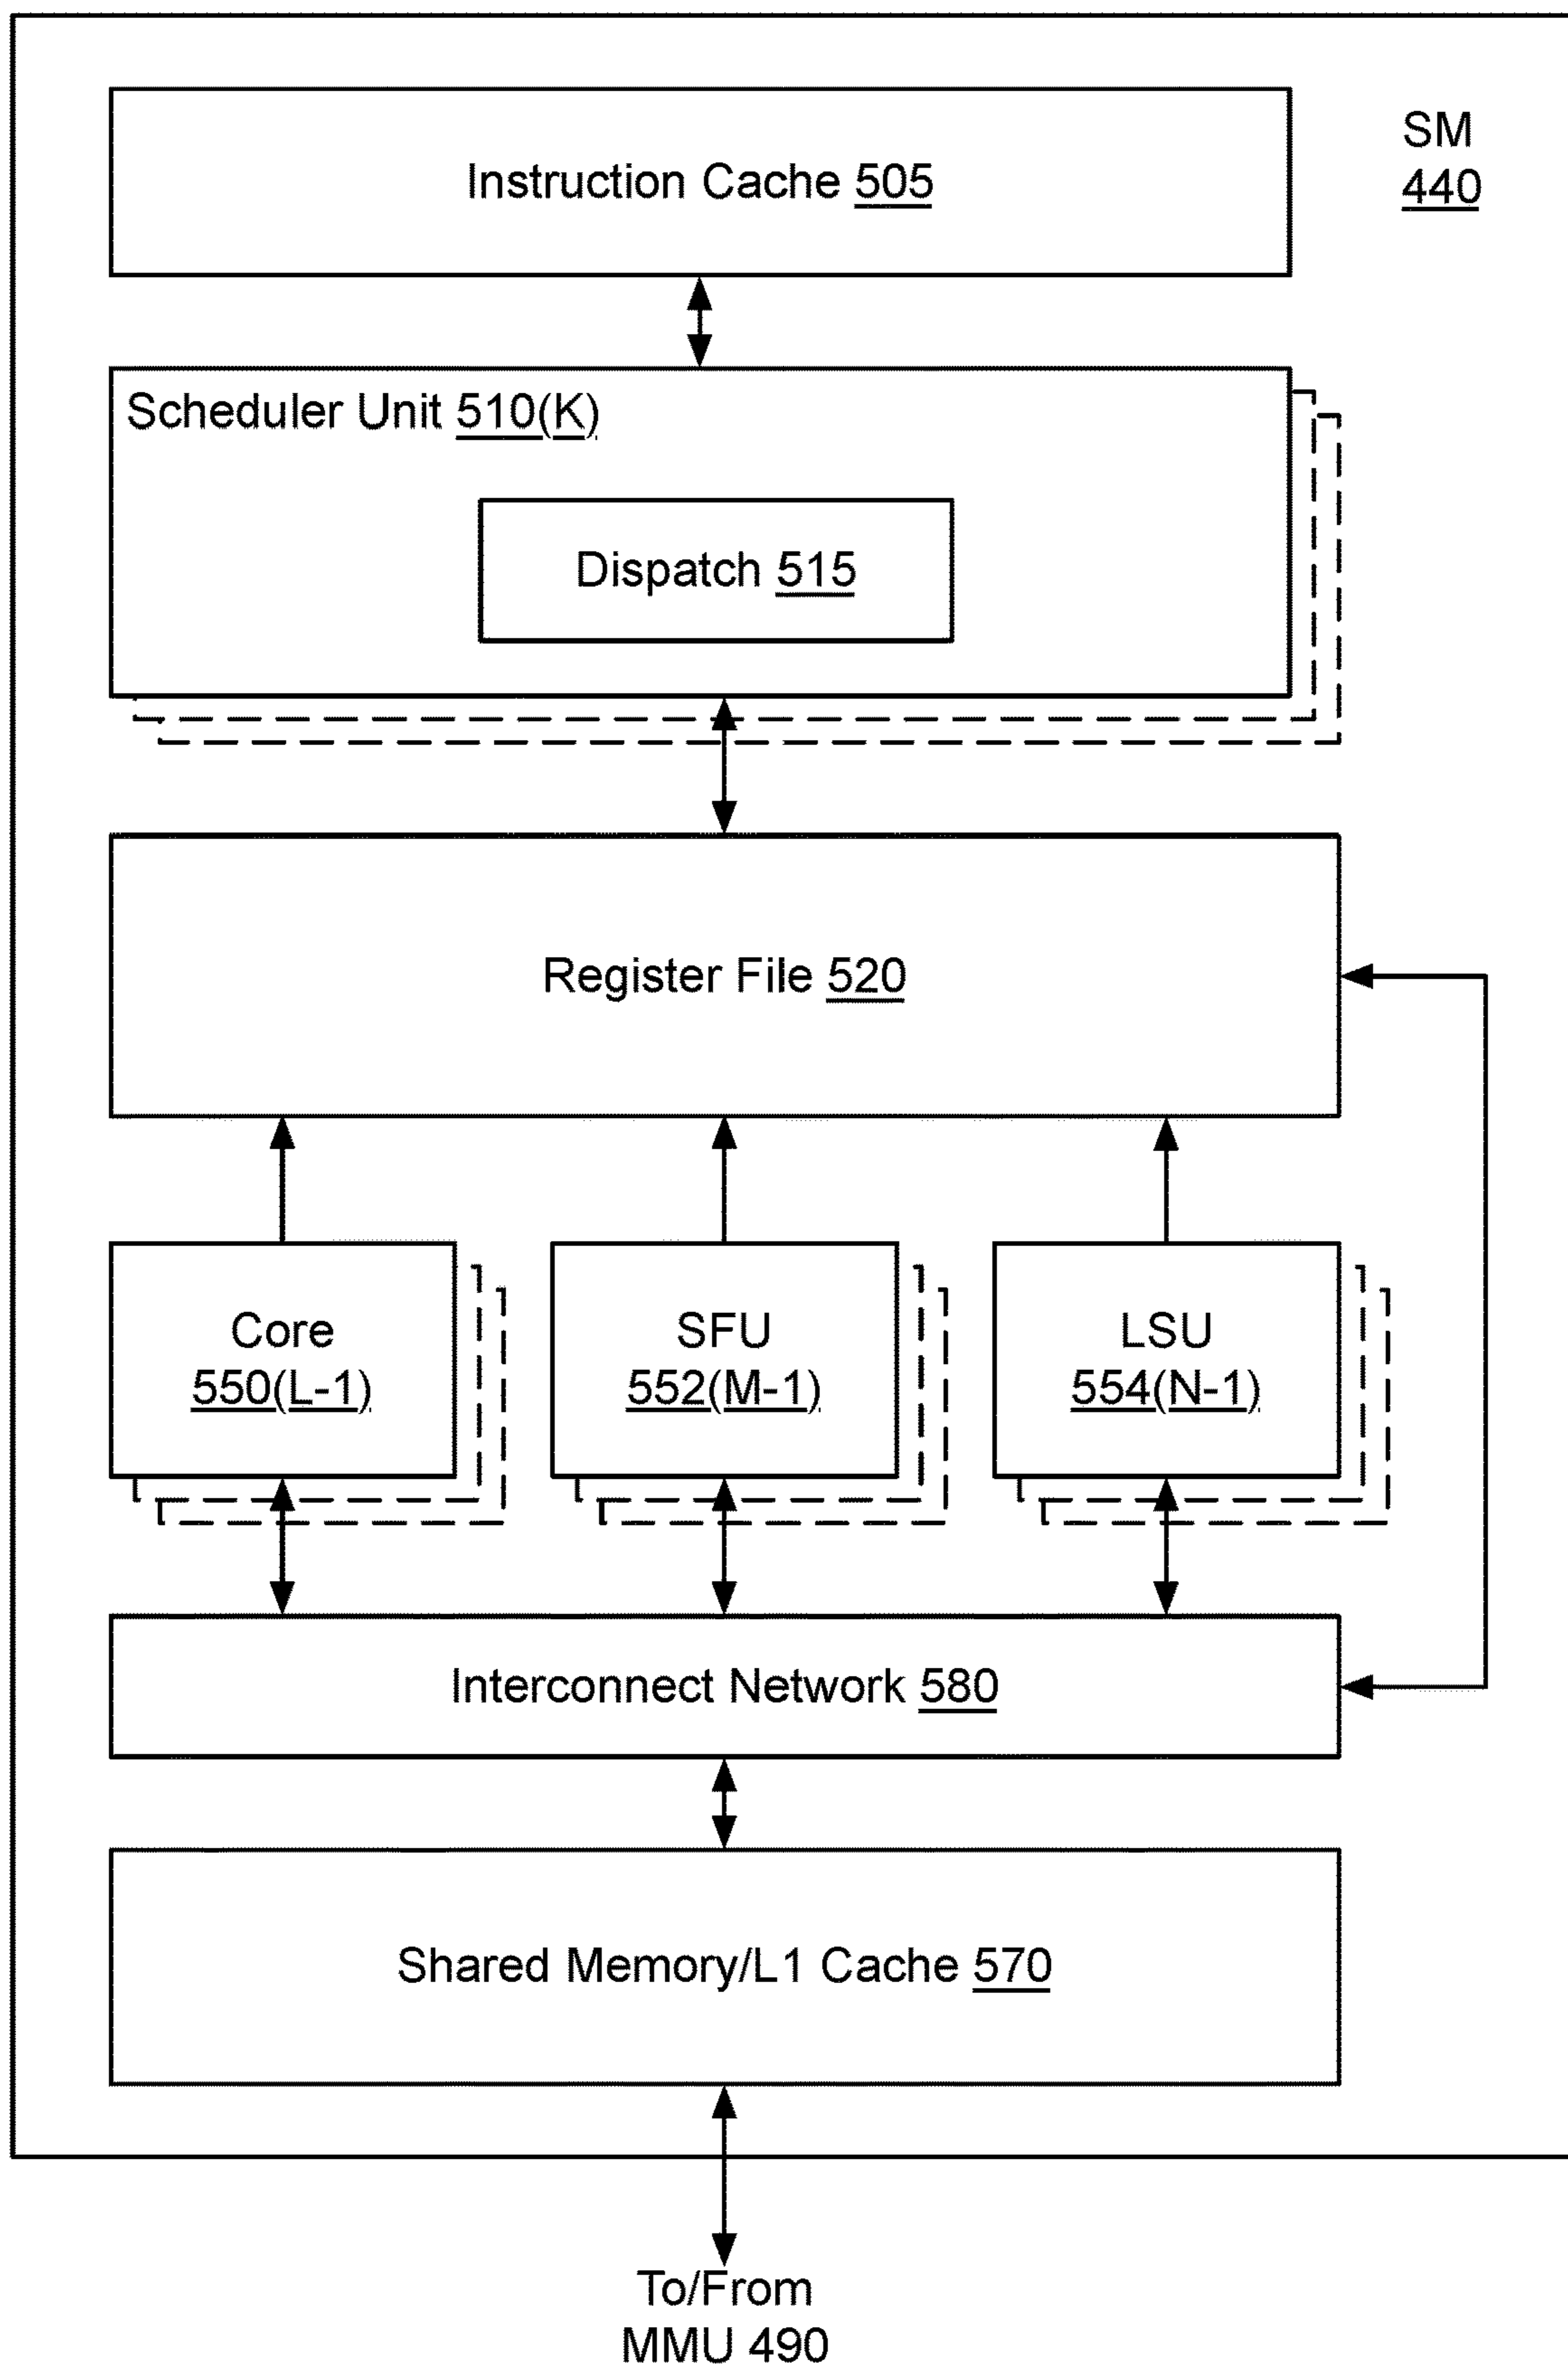 Instruction Cache 505
SM
440
Scheduler Unit 510(K)
Dispatch 515
Register File 520
Core
550(L-1)
SFU
552(M-1)
LSU
554(N-1)
Interconnect Network 580
Shared Memory/L1 Cache 570
To/From
MMU 490